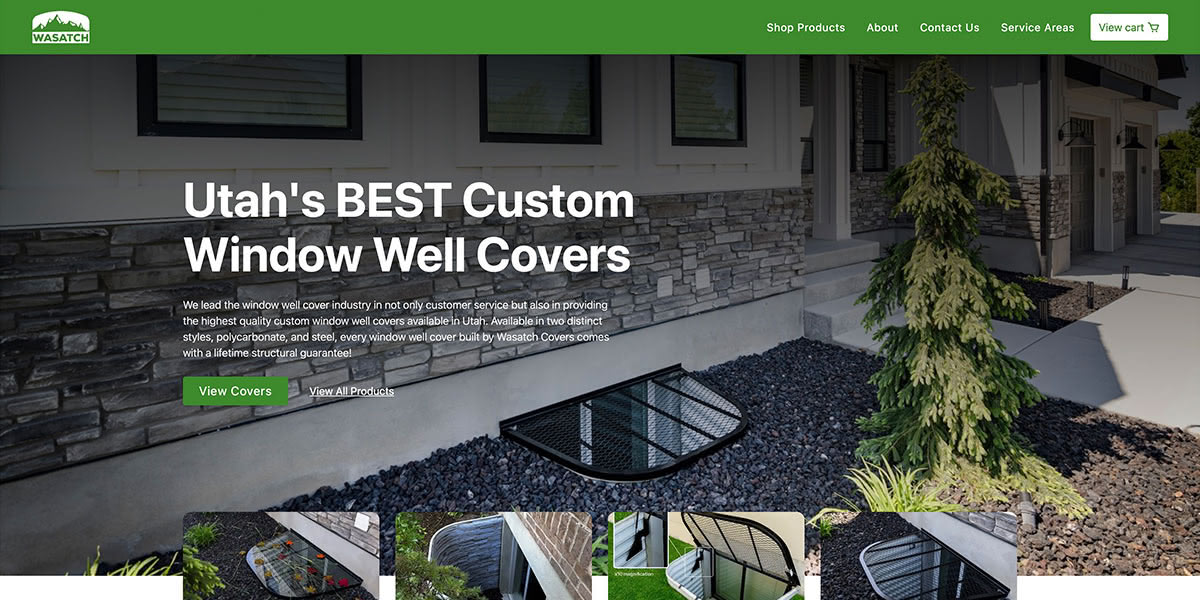 WASATCH
Shop Products
About
Contact Us
Service Areas
View cart
Utah's BEST Custom
Window Well Covers
We lead the window well cover industry in not only customer service but also in providing
the highest quality custom window well covers available in Utah. Available in two distinct
styles, polycarbonate, and steel, every window well cover built by Wasatch Covers comes
with a lifetime structural guarantee!
View Covers
View All Products
x10 magnification